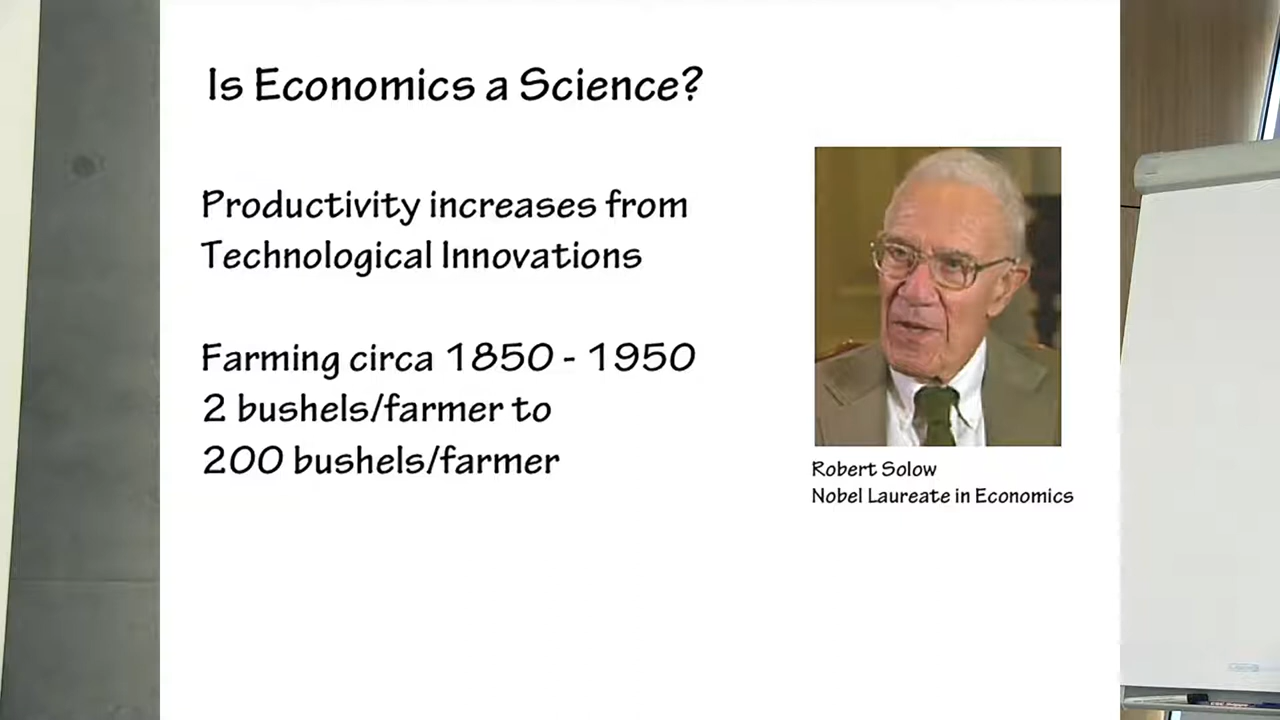 Is Economics a Science?
Productivity increases from
Technological Innovations
Farming circa 1850 - 1950
2 bushels/farmer to
200 bushels/farmer
Robert Solow
Nobel Laureate in Economics